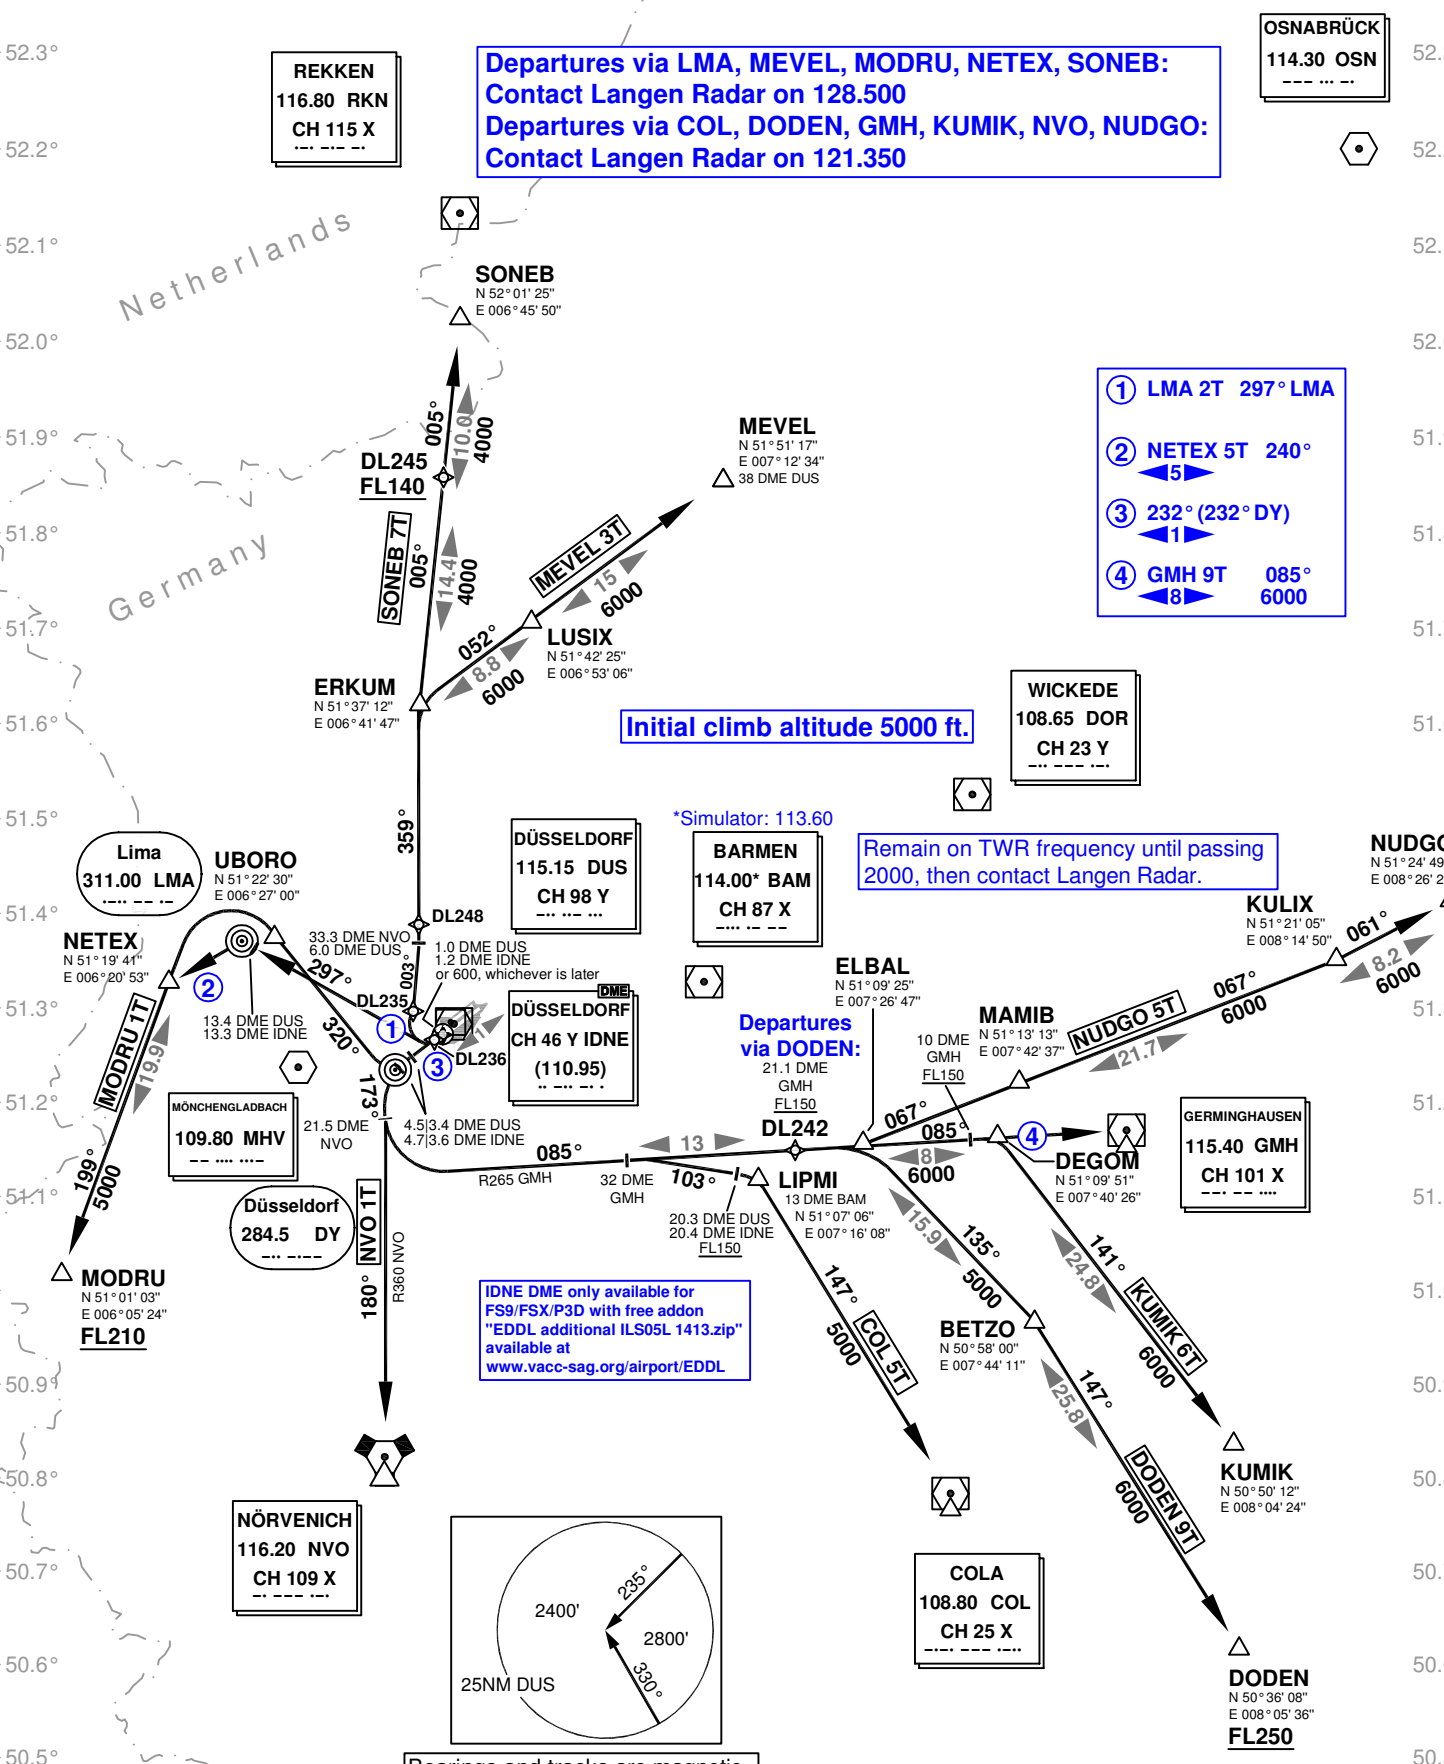 52.3°
52.2°
52.1°
52.0°
51.9°
51.8°
51.7°
51.6°
51.5°
51.4°
51.3°
51.2°
51.1°
50.9°
50.8°
50.7°
50.6°
50.5°
REKKEN
116.80 RKN
CH 115 X
Departures via LMA, MEVEL, MODRU, NETEX, SONEB:
Contact Langen Radar on 128.500
Departures via COL, DODEN, GMH, KUMIK, NVO, NUDGO:
Contact Langen Radar on 121.350
OSNABRÜCK
114.30 OSN
Netherlands
Germany
SONEB
N 52°01'25"
E 006°45'50"
005°
10.0
4000
DL245
FL140
SONEB 7T
005°
14.4
4000
MEVEL
N 51°51'17"
E 007°12'34"
38 DME DUS
MEVEL 3T
15
6000
052°
8.8
6000
LUSIX
N 51°42'25"
E 006°53'06"
ERKUM
N 51°37'12"
E 006°41'47"
1 LMA 2T 297° LMA
2 NETEX 5T 240°
5
3 232° (232° DY)
1
4 GMH 9T 085°
8 6000
Initial climb altitude 5000 ft.
WICKEDE
108.65 DOR
CH 23 Y
359°
*Simulator: 113.60
BARMEN
114.00* BAM
CH 87 X
DÜSSELDORF
115.15 DUS
CH 98 Y
Remain on TWR frequency until passing
2000, then contact Langen Radar.
Lima
311.00 LMA
UBORO
N 51°22'30"
E 006°27'00"
NETEX
N 51°19'41"
E 006°20'53"
2
13.4 DME DUS
13.3 DME IDNE
297°
320°
33.3 DME NVO
6.0 DME DUS
DL248
003°
1.0 DME DUS
1.2 DME IDNE
or 600, whichever is later
DL235
1
3
DL236
1
DME
DÜSSELDORF
CH 46 Y IDNE
(110.95)
MODRU 1T
19.9
199°
5000
MODRU
N 51°01'03"
E 006°05'24"
FL210
MÖNCHENGLADBACH
109.80 MHV
173°
21.5 DME
NVO
4.5 3.4 DME DUS
4.7 3.6 DME IDNE
Düsseldorf
284.5 DY
NVO 1T
180°
R360 NVO
085°
R265 GMH
32 DME
GMH
13
103°
20.3 DME DUS
20.4 DME IDNE
FL150
Departures
via DODEN:
21.1 DME
GMH
FL150
DL242
LIPMI
13 DME BAM
N 51°07'06"
E 007°16'08"
ELBAL
N 51°09'25"
E 007°26'47"
10 DME
GMH
FL150
MAMIB
N 51°13'13"
E 007°42'37"
067°
085°
8
6000
NUDGO 5T
21.7
067°
6000
KULIX
N 51°21'05"
E 008°14'50"
061°
8.2
6000
N 51°24'49
4
DEGOM
N 51°09'51"
E 007°40'26"
GERMINGHAUSEN
115.40 GMH
CH 101 X
15.9
135°
5000
141°
24.8
KUMIK 6T
6000
147°
COL 5T
5000
BETZO
N 50°58'00"
E 007°44'11"
147°
25.8
DODEN 9T
6000
KUMIK
N 50°50'12"
E 008°04'24"
DODEN
N 50°36'08"
E 008°05'36"
FL250
IDNE DME only available for
FS9/FSX/P3D with free addon
"EDDL additional ILS05L 1413.zip"
available at
www.vacc-sag.org/airport/EDDL
NÖRVENICH
116.20 NVO
CH 109 X
COLA
108.80 COL
CH 25 X
235°
2400'
2800'
330°
25NM DUS
Bearings and tracks are magnetic